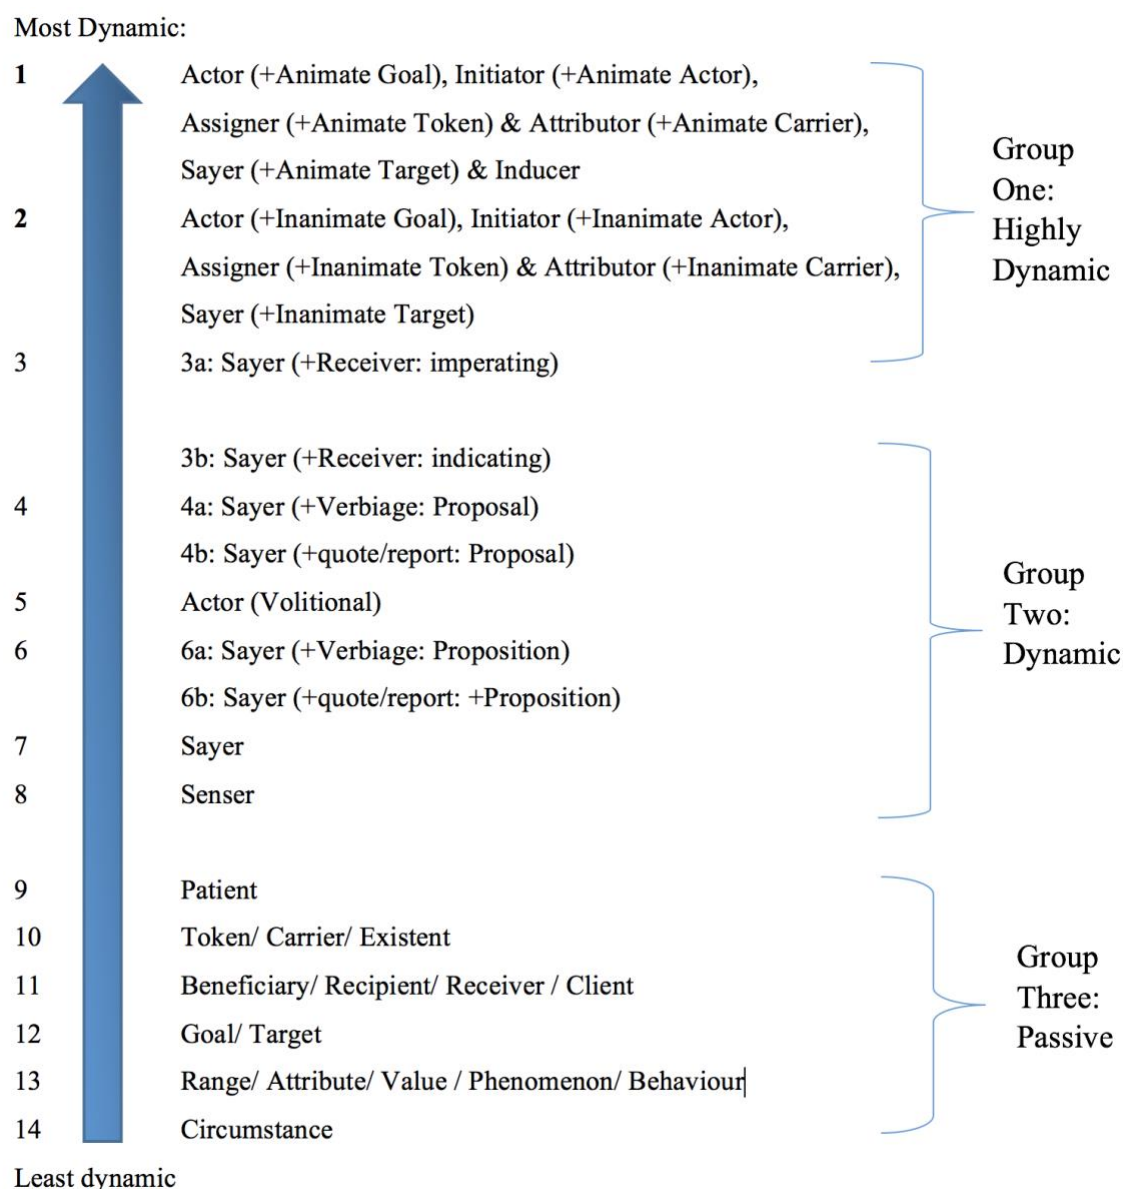 Most Dynamic:
1 Actor (+Animate Goal), Initiator (+Animate Actor),
Assigner (+Animate Token) & Attributor (+Animate Carrier),
Sayer (+Animate Target) & Inducer
2 Actor (+Inanimate Goal), Initiator (+Inanimate Actor),
Assigner (+Inanimate Token) & Attributor (+Inanimate Carrier),
Sayer (+Inanimate Target)
3 3a: Sayer (+Receiver: imperating)
Group
One:
Highly
Dynamic
3b: Sayer (+Receiver: indicating)
4 4a: Sayer (+Verbiage: Proposal)
4b: Sayer (+quote/report: Proposal)
5 Actor (Volitional)
6 6a: Sayer (+Verbiage: Proposition)
6b: Sayer (+quote/report: +Proposition)
7 Sayer
8 Senser
Group
Two:
Dynamic
9 Patient
10 Token/ Carrier/ Existent
11 Beneficiary/ Recipient/ Receiver / Client
12 Goal/ Target
13 Range/ Attribute/ Value / Phenomenon/ Behaviour
14 Circumstance
Group
Three:
Passive
Least dynamic